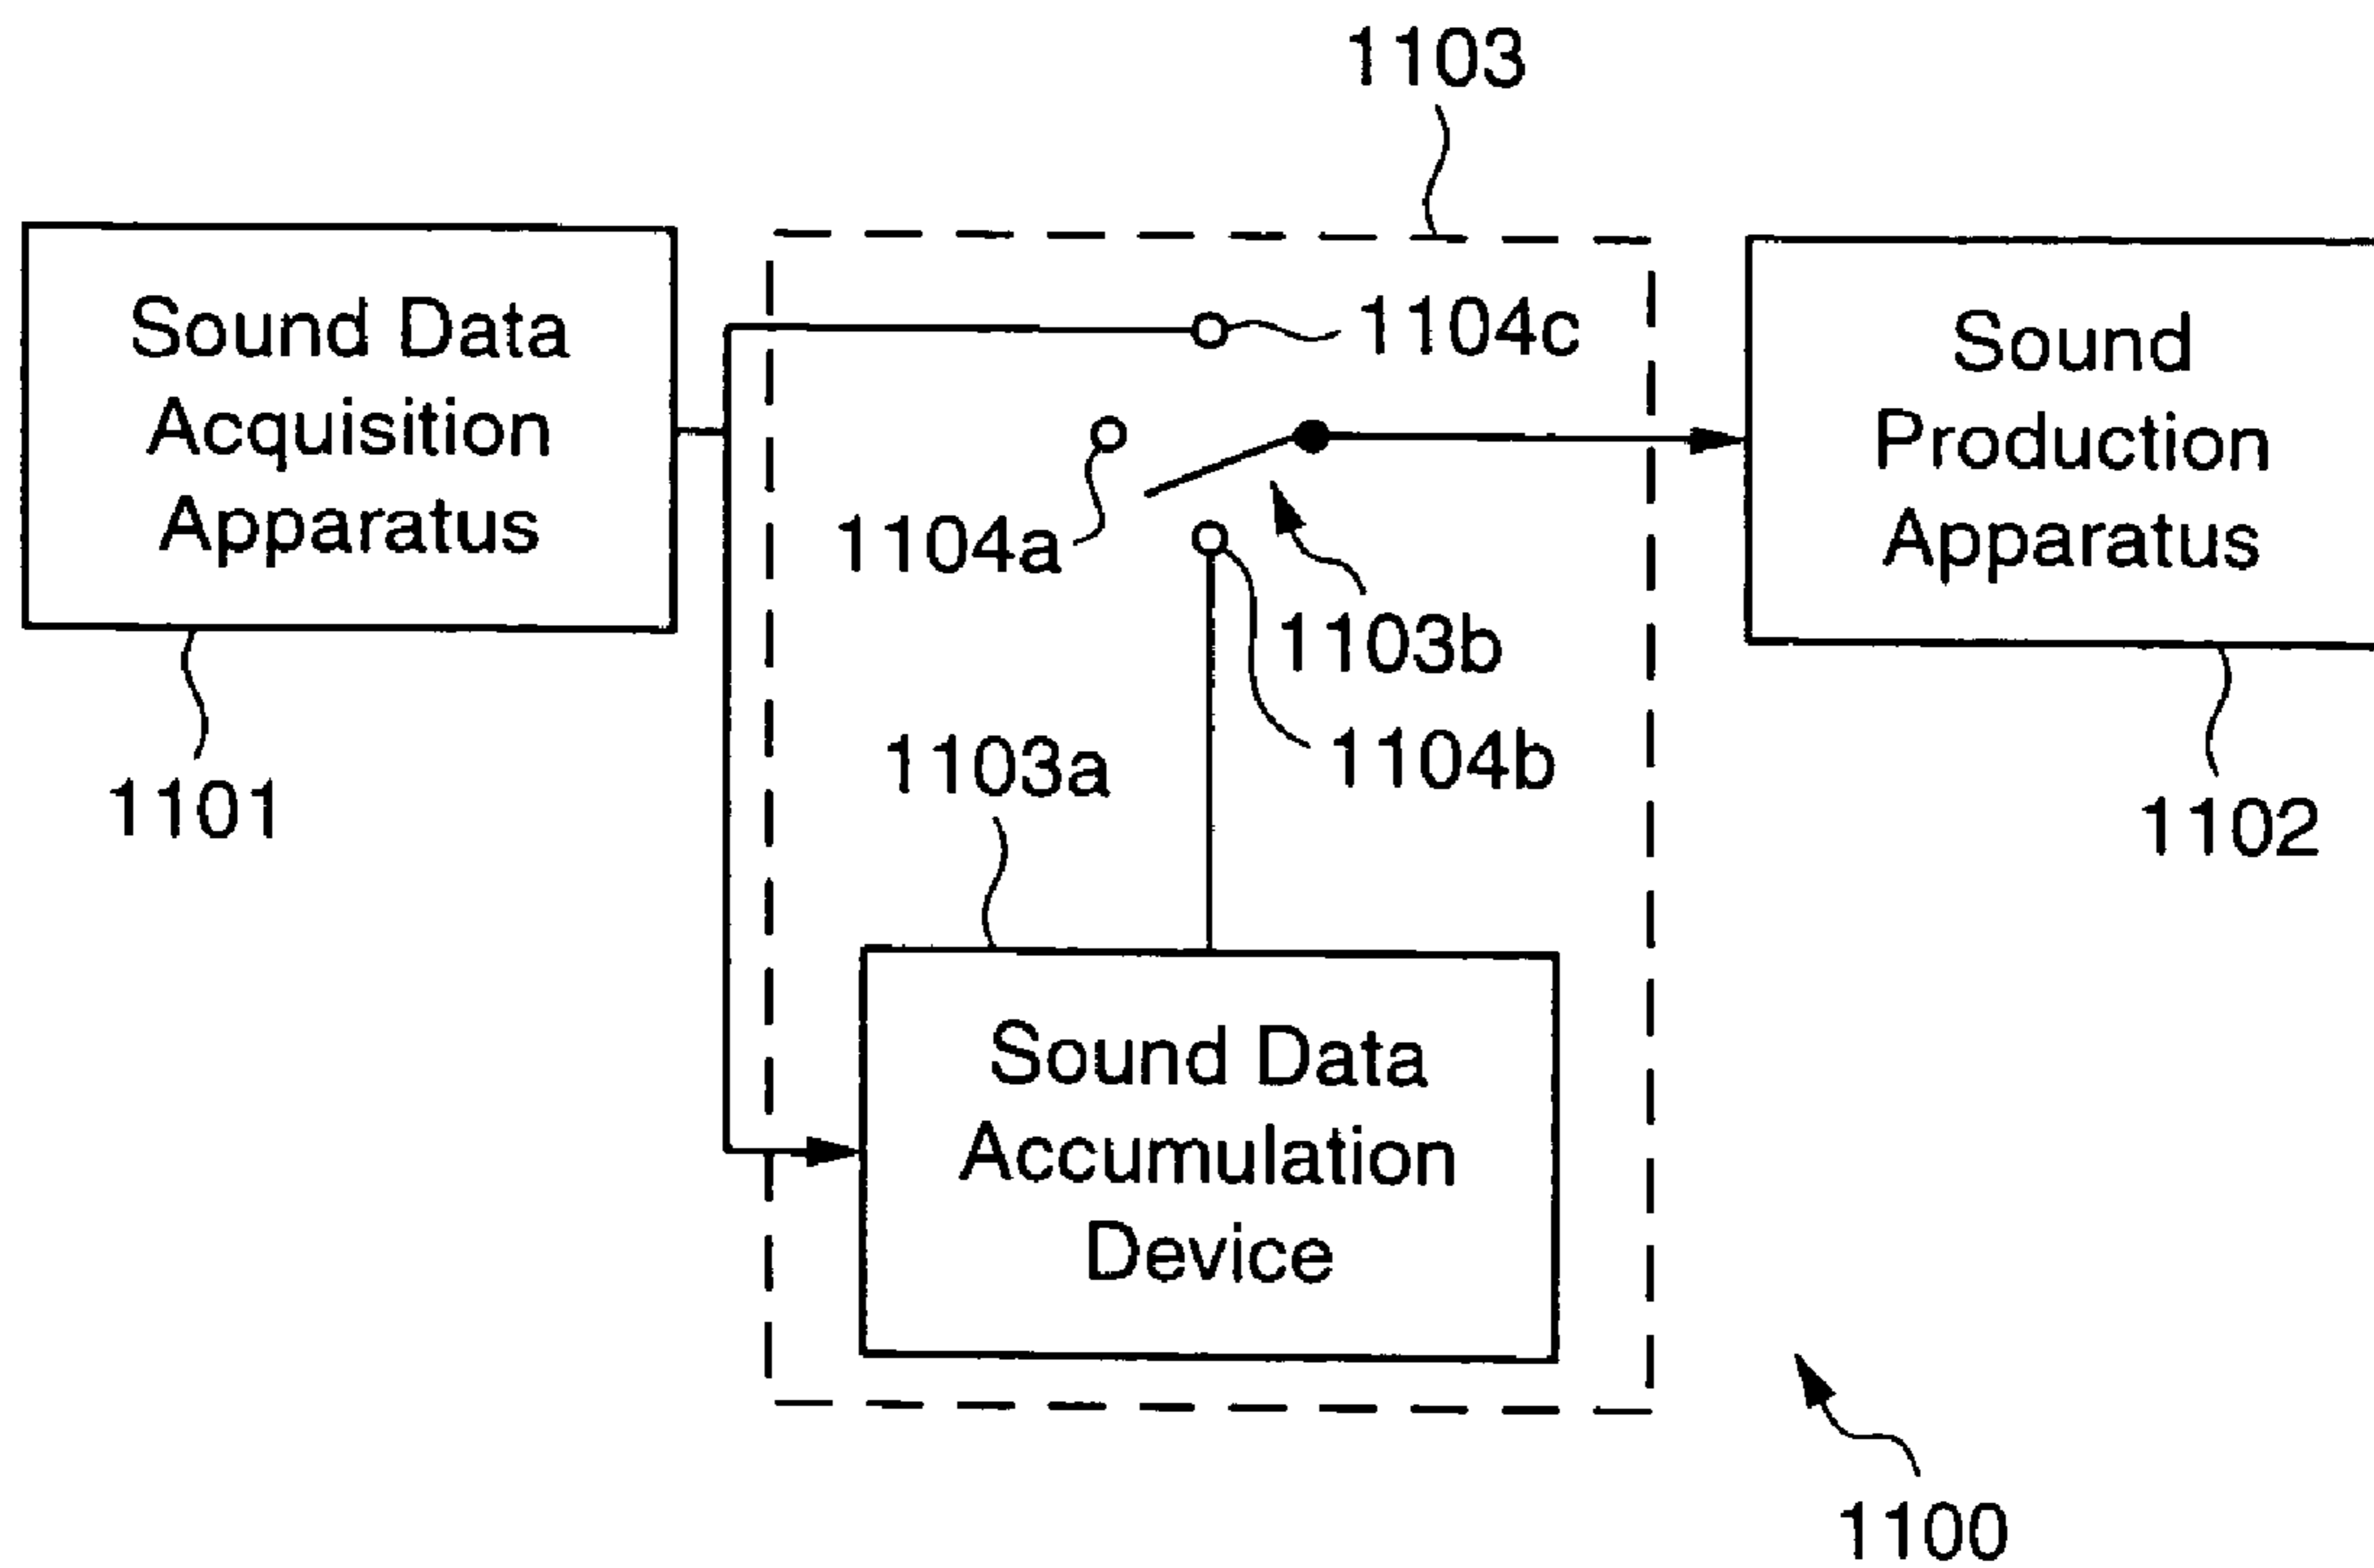 1103
Sound Data
Acquisition
Apparatus
1104c
Sound
Production
Apparatus
1104a
1103b
1104b
1103a
1101
1102
Sound Data
Accumulation
Device
1100